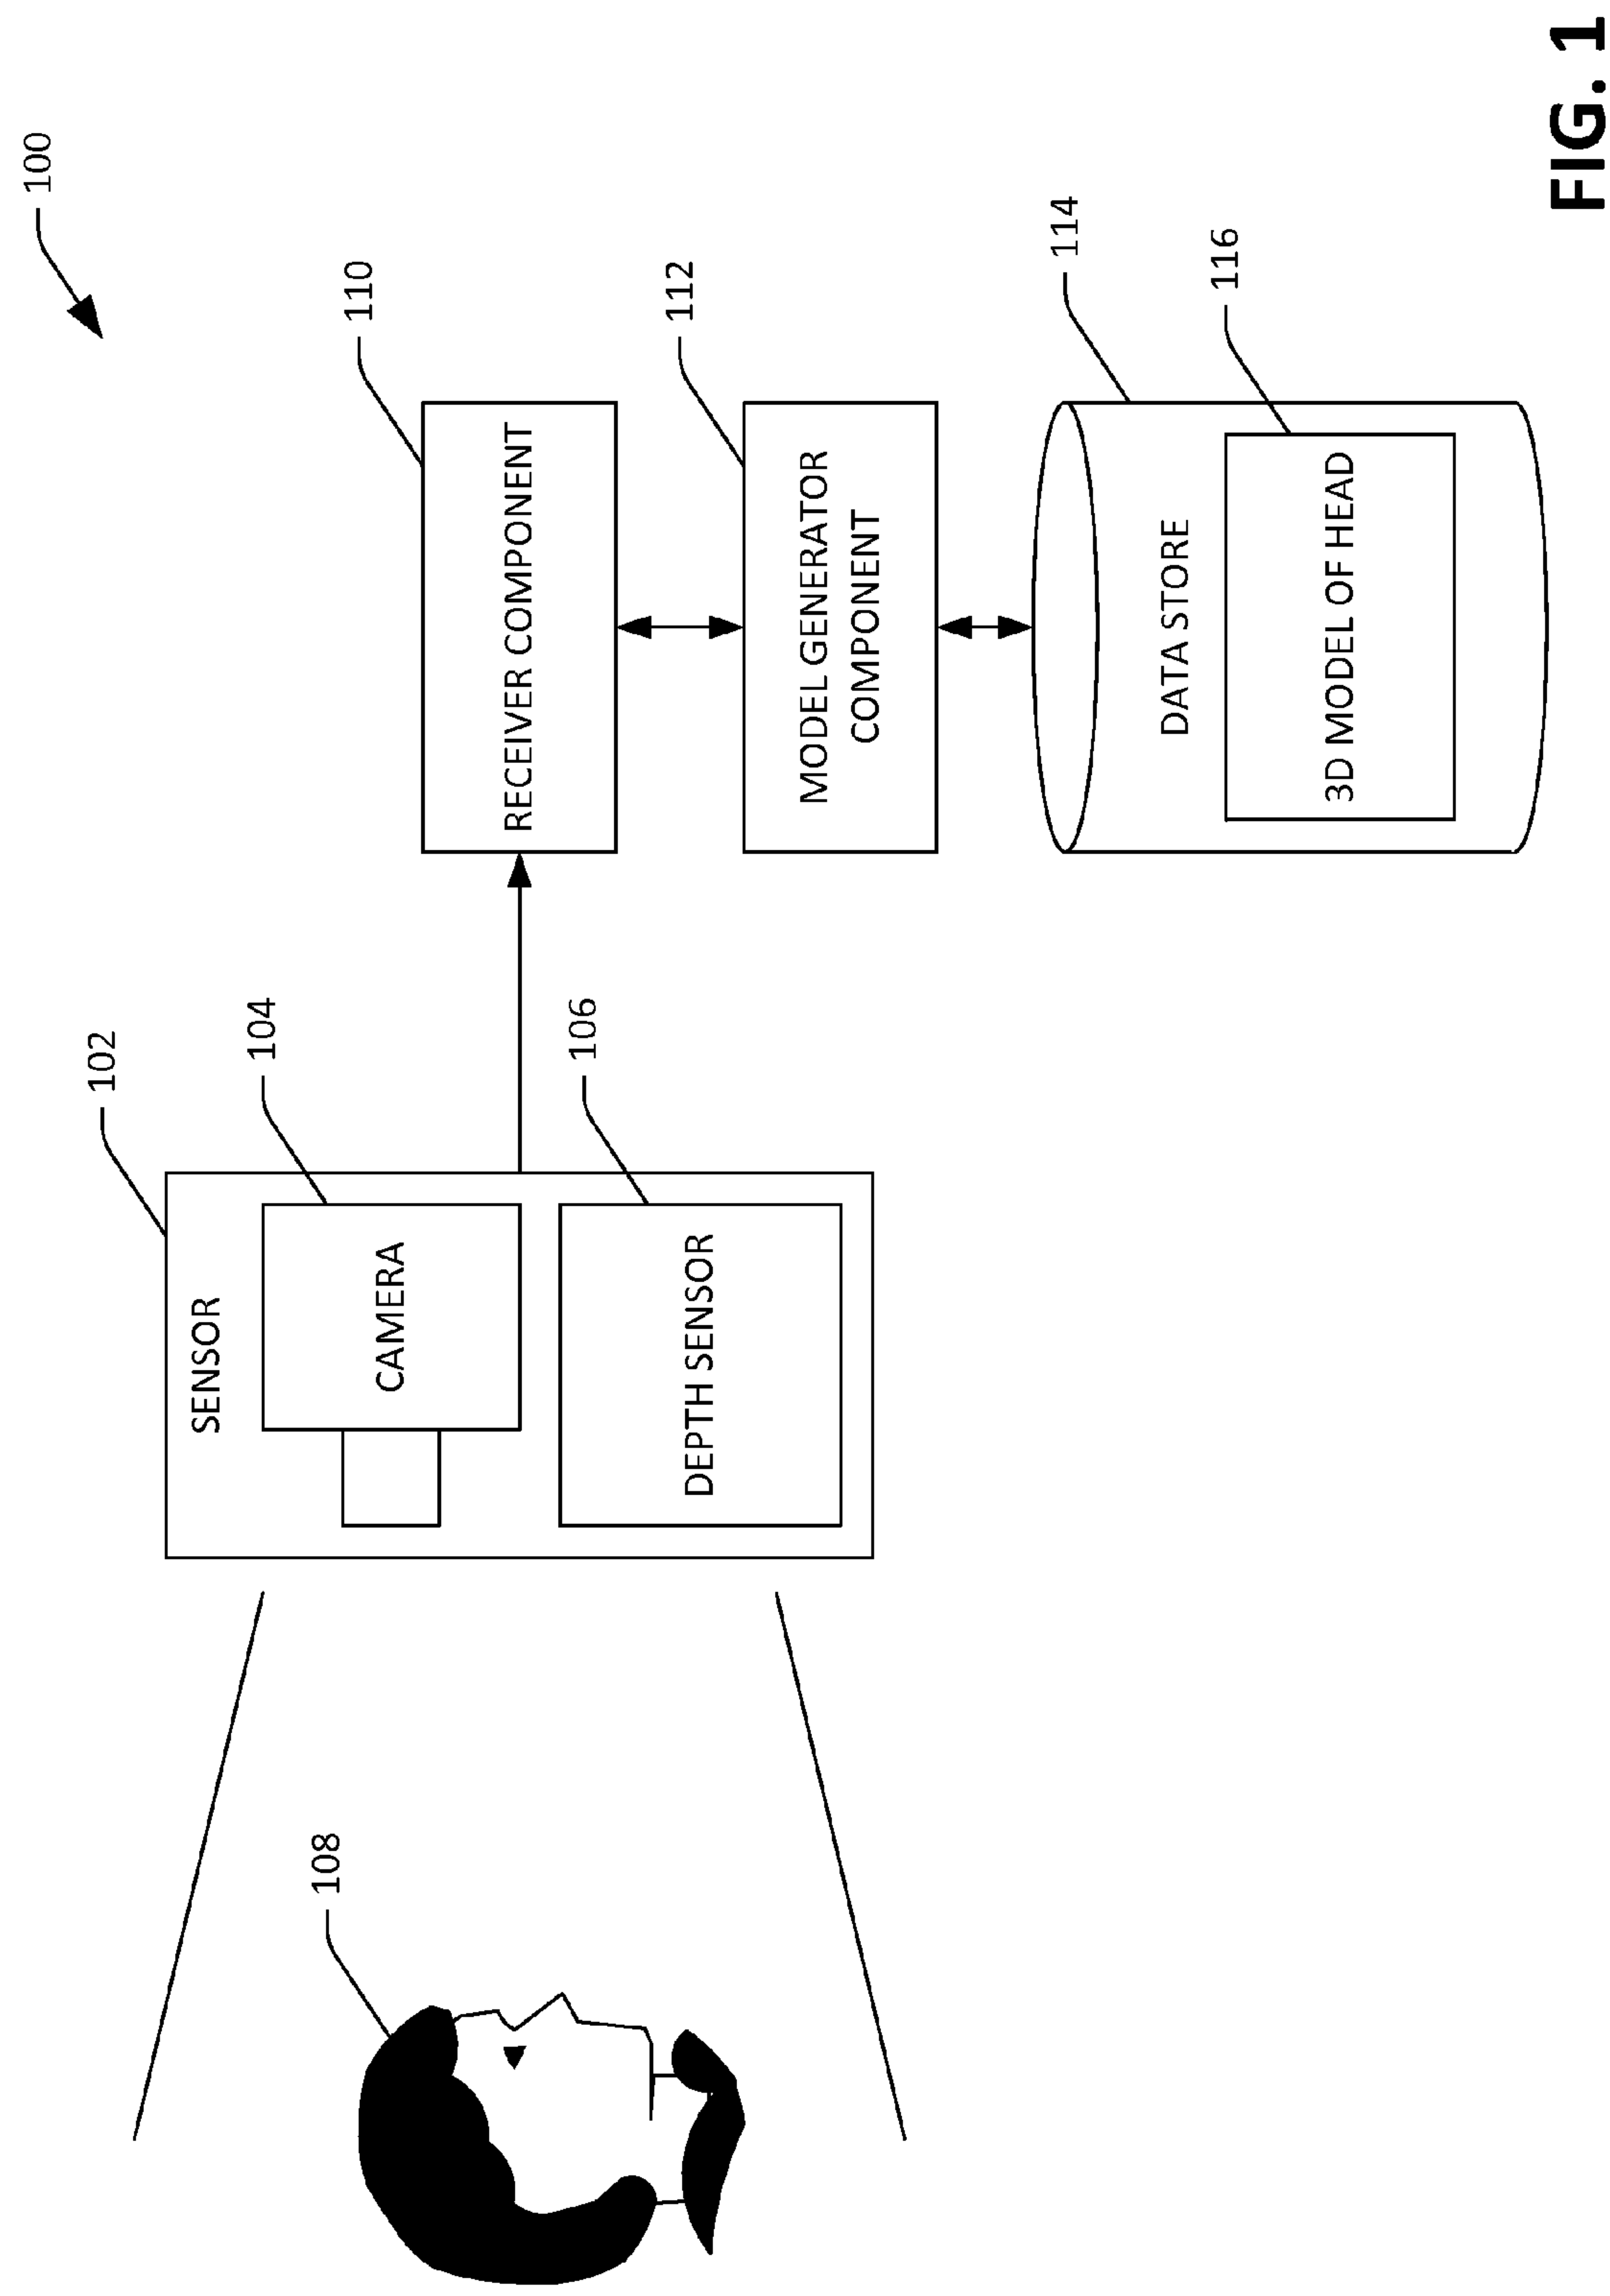 100
102
SENSOR
104
CAMERA
106
DEPTH SENSOR
108
110
RECEIVER COMPONENT
112
MODEL GENERATOR
COMPONENT
114
DATA STORE
116
3D MODEL OF HEAD
FIG. 1